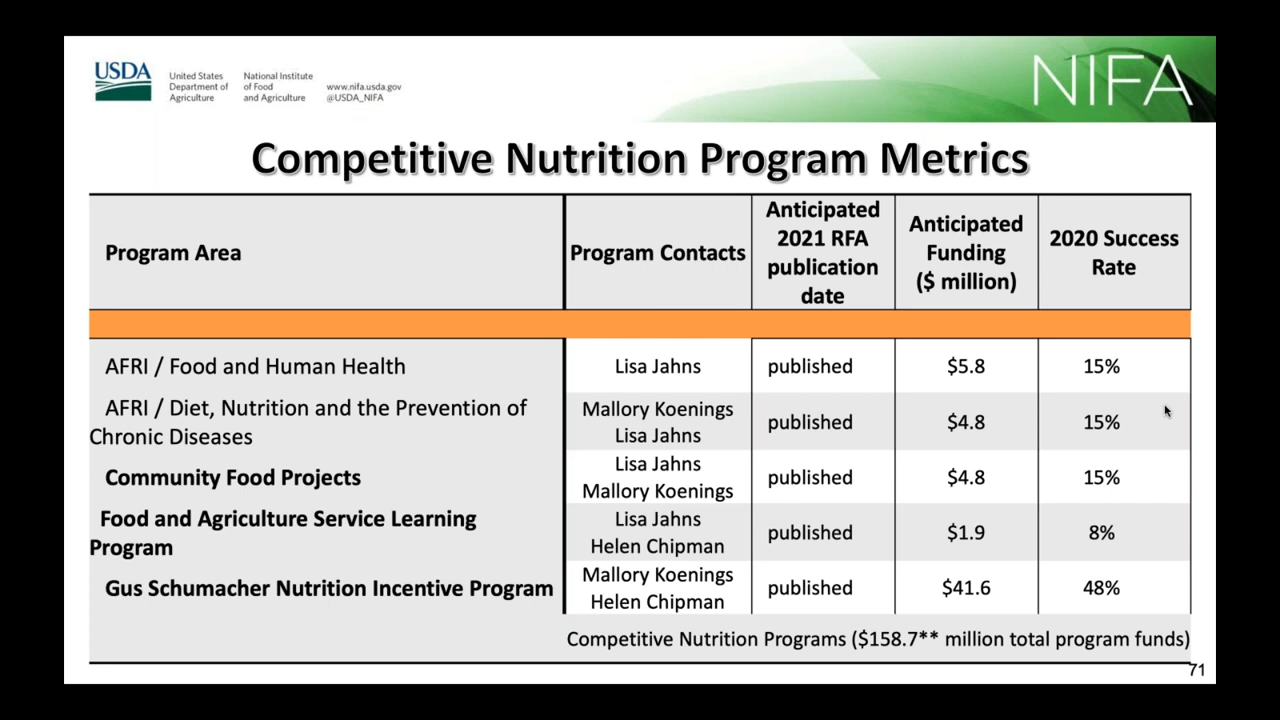 USDA
United States
Department of
Agriculture
National Institute
of Food
and Agriculture
www.nifa.usda.gov
@USDA_NIFA
NIFA
Competitive Nutrition Program Metrics
Program Area
Program Contacts
Anticipated
2021 RFA
publication
date
Anticipated
Funding
($ million)
2020 Success
Rate
AFRI / Food and Human Health
Lisa Jahns
published
$5.8
15%
AFRI / Diet, Nutrition and the Prevention of
Chronic Diseases
Mallory Koenings
Lisa Jahns
published
$4.8
15%
Community Food Projects
Lisa Jahns
Mallory Koenings
published
$4.8
15%
Food and Agriculture Service Learning
Program
Lisa Jahns
Helen Chipman
published
$1.9
8%
Gus Schumacher Nutrition Incentive Program
Mallory Koenings
Helen Chipman
published
$41.6
48%
Competitive Nutrition Programs ($158.7** million total program funds)
71